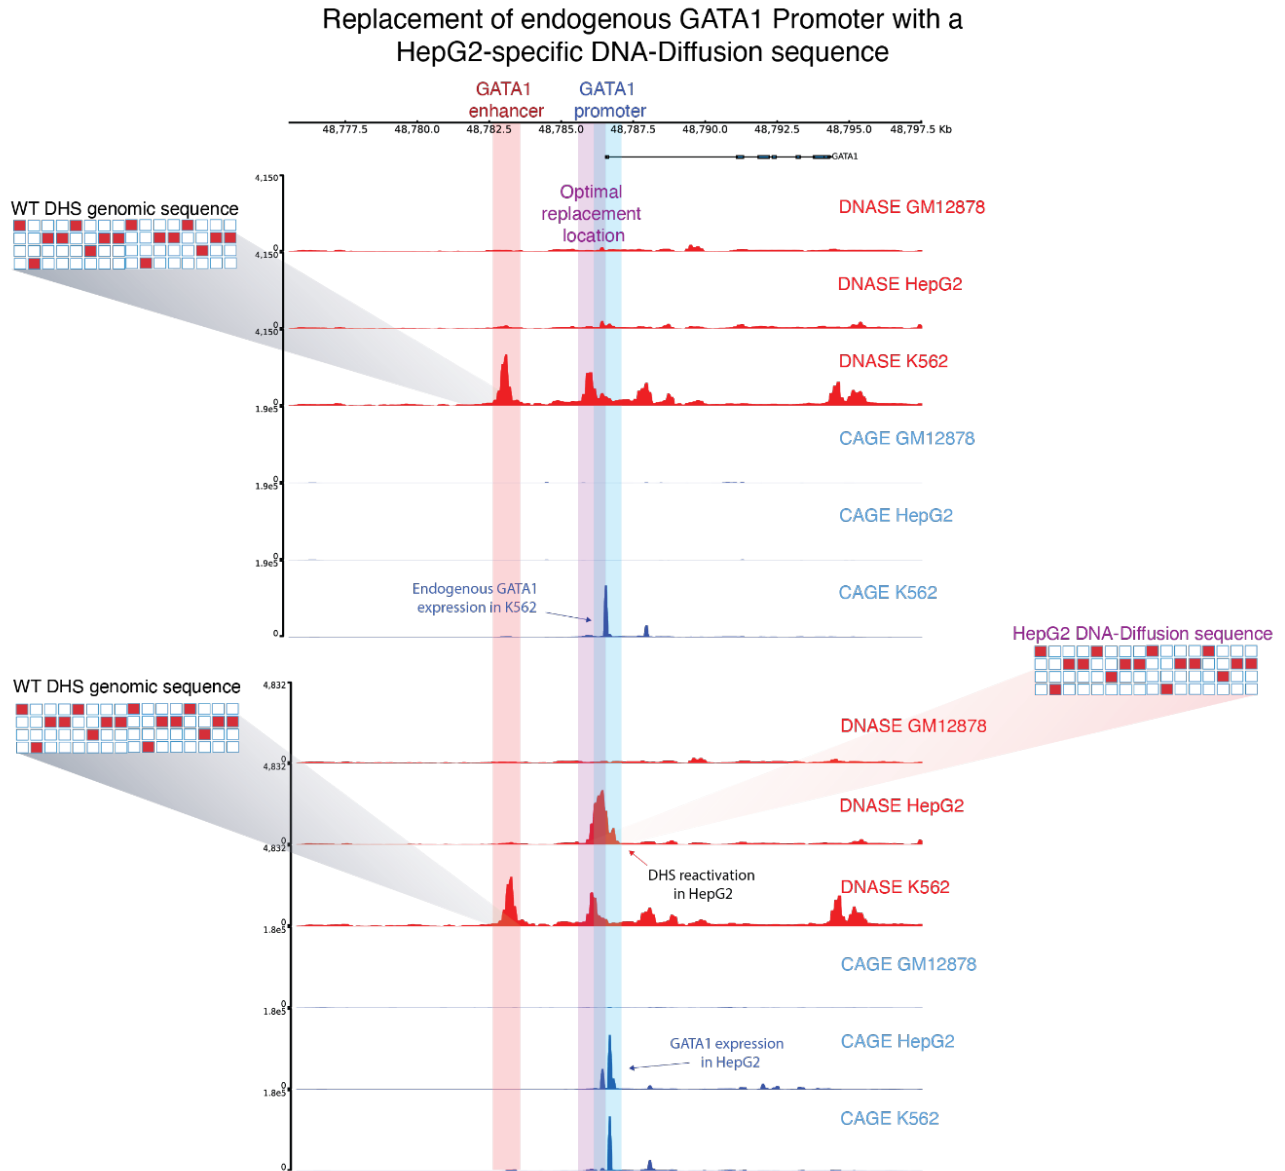 Replacement of endogenous GATA1 Promoter with a
HepG2-specific DNA-Diffusion sequence
GATA1
enhancer
GATA1
promoter
48,777.5 48,780.0 48,782.5 48,785.0 48,787.5 48,790.0 48,792.5 48,795.0 48,797.5 Kb
GATA1
4,150
Optimal
replacement
location
WT DHS genomic sequence
DNASE GM12878
0
4,150
DNASE HepG2
0
4,150
DNASE K562
0
1.9e5
CAGE GM12878
0
1.9e5
CAGE HepG2
0
1.9e5
Endogenous GATA1
expression in K562
CAGE K562
0
HepG2 DNA-Diffusion sequence
WT DHS genomic sequence
4,832
DNASE GM12878
0
4,832
DNASE HepG2
0
4,832
DHS reactivation
in HepG2
DNASE K562
0
1.8e5
CAGE GM12878
0
1.8e5
GATA1 expression
in HepG2
CAGE HepG2
0
1.8e5
CAGE K562
0